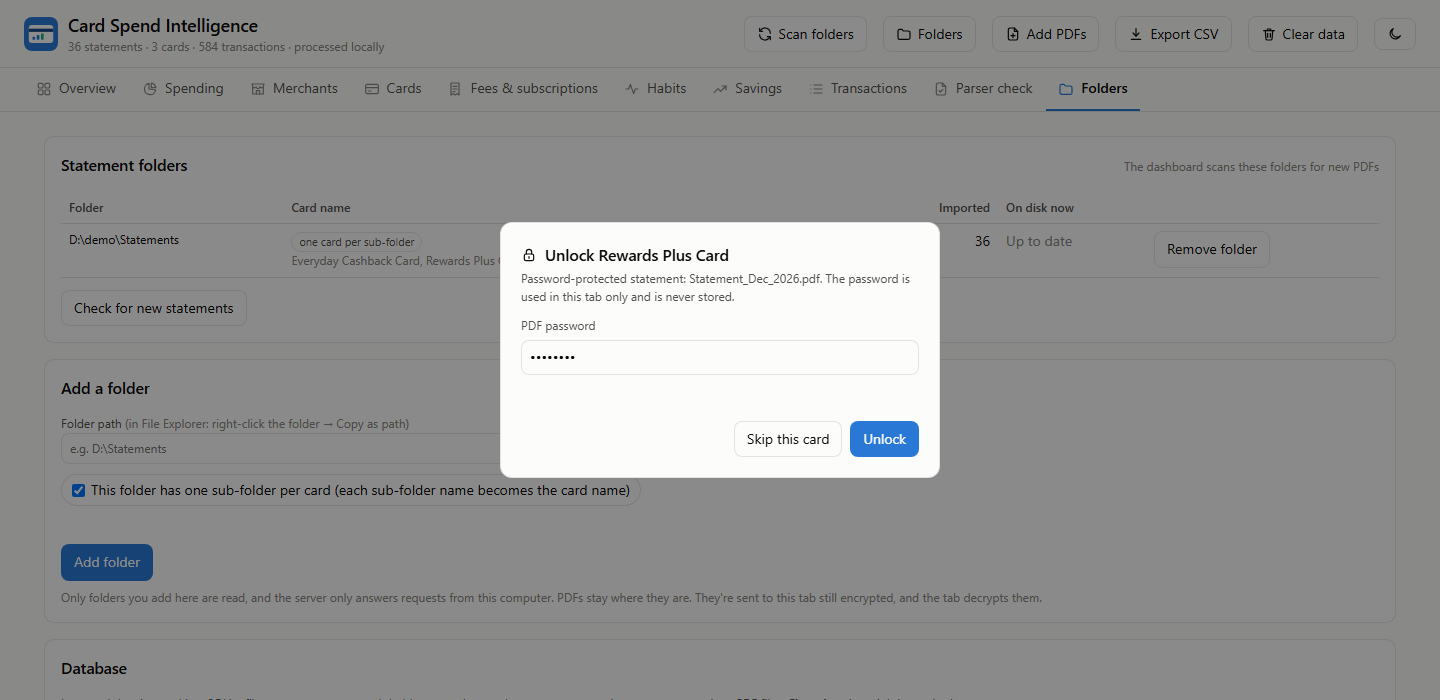 Card Spend Intelligence
36 statements · 3 cards · 584 transactions · processed locally
Scan folders
Folders
Add PDFs
Export CSV
Clear data
Overview
Spending
Merchants
Cards
Fees & subscriptions
Habits
Savings
Transactions
Parser check
Folders
Statement folders
The dashboard scans these folders for new PDFs
Folder
Card name
Imported
On disk now
D:\demo\Statements
one card per sub-folder
Everyday Cashback Card, Rewards Plus
36
Up to date
Remove folder
Check for new statements
Unlock Rewards Plus Card
Password-protected statement: Statement_Dec_2026.pdf. The password is
used in this tab only and is never stored.
PDF password
••••••••
Skip this card
Unlock
Add a folder
Folder path (in File Explorer: right-click the folder → Copy as path)
e.g. D:\Statements
This folder has one sub-folder per card (each sub-folder name becomes the card name)
Add folder
Only folders you add here are read, and the server only answers requests from this computer. PDFs stay where they are. They're sent to this tab still encrypted, and the tab decrypts them.
Database